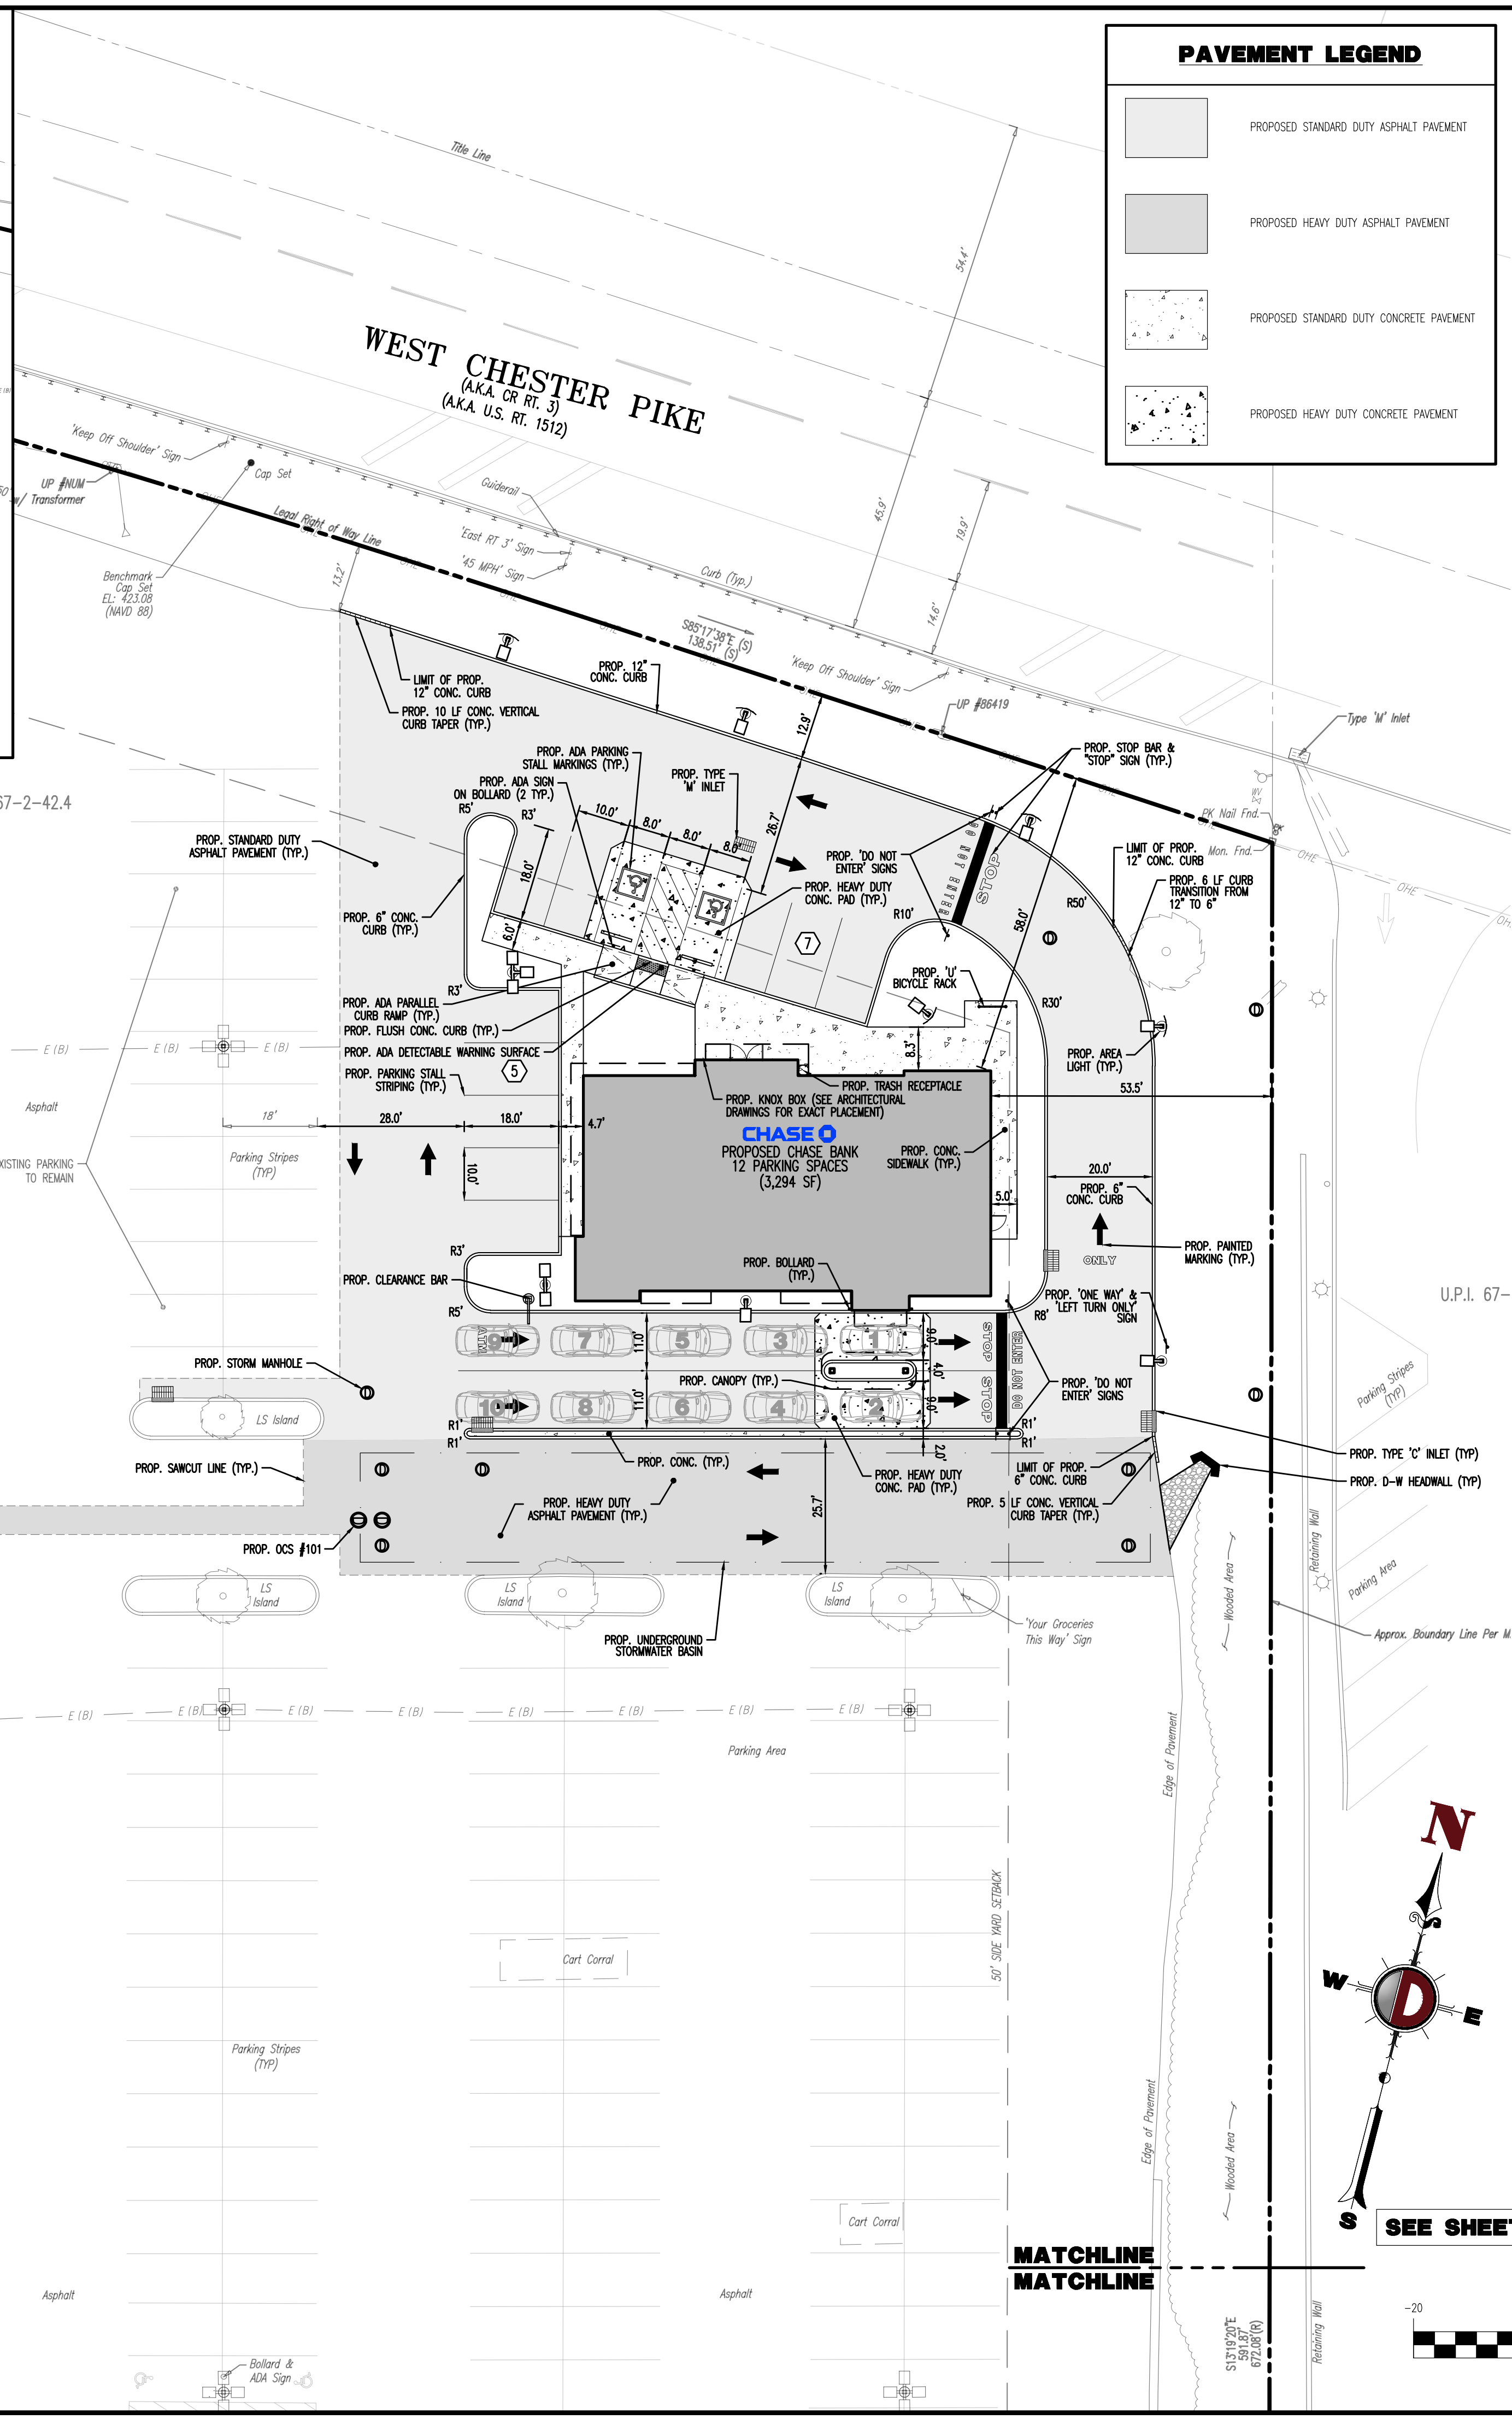 PAVEMENT LEGEND
PROPOSED STANDARD DUTY ASPHALT PAVEMENT
PROPOSED HEAVY DUTY ASPHALT PAVEMENT
PROPOSED STANDARD DUTY CONCRETE PAVEMENT
PROPOSED HEAVY DUTY CONCRETE PAVEMENT
Title Line
54.4'
WEST CHESTER PIKE
(A.K.A. CR RT. 3)
(A.K.A. U.S. RT. 1512)
'Keep Off Shoulder' Sign
Cap Set
UP #NUM
w/ Transformer
Legal Right of Way Line
OHE
Guiderail
'East RT 3' Sign
'45 MPH' Sign
Curb (Typ.)
45.9'
19.9'
14.6'
13.2'
Benchmark
Cap Set
EL: 423.08
(NAVD 88)
S85°17'38"E (S)
138.51' (S)
'Keep Off Shoulder' Sign
UP #86419
Type 'M' Inlet
PK Nail Fnd.
Mon. Fnd.
WV
OHE
OHE
LIMIT OF PROP.
12" CONC. CURB
PROP. 10 LF CONC. VERTICAL
CURB TAPER (TYP.)
PROP. 12"
CONC. CURB
12.9'
PROP. ADA PARKING
STALL MARKINGS (TYP.)
PROP. ADA SIGN
ON BOLLARD (2 TYP.)
PROP. TYPE
'M' INLET
PROP. STOP BAR &
"STOP" SIGN (TYP.)
67-2-42.4
R5'
R3'
10.0'
8.0'
8.0'
8.0'
26.7'
18.0'
6.0'
PROP. STANDARD DUTY
ASPHALT PAVEMENT (TYP.)
PROP. 'DO NOT
ENTER' SIGNS
DO NOT ENTER
STOP
PROP. HEAVY DUTY
CONC. PAD (TYP.)
LIMIT OF PROP.
12" CONC. CURB
PROP. 6 LF CURB
TRANSITION FROM
12" TO 6"
R50'
R10'
58.0'
7
PROP. 6" CONC.
CURB (TYP.)
R3'
PROP. 'U'
BICYCLE RACK
R30'
PROP. ADA PARALLEL
CURB RAMP (TYP.)
PROP. FLUSH CONC. CURB (TYP.)
PROP. ADA DETECTABLE WARNING SURFACE
8.3'
PROP. AREA
LIGHT (TYP.)
E (B)
E (B)
E (B)
PROP. PARKING STALL
STRIPING (TYP.)
5
PROP. TRASH RECEPTACLE
PROP. KNOX BOX (SEE ARCHITECTURAL
DRAWINGS FOR EXACT PLACEMENT)
53.5'
Asphalt
18'
28.0'
18.0'
4.7'
CHASE
PROPOSED CHASE BANK
12 PARKING SPACES
(3,294 SF)
PROP. CONC.
SIDEWALK (TYP.)
Parking Stripes
(TYP)
XISTING PARKING
TO REMAIN
10.0'
20.0'
PROP. 6"
CONC. CURB
5.0'
ONLY
PROP. PAINTED
MARKING (TYP.)
R3'
PROP. CLEARANCE BAR
R5'
PROP. BOLLARD
(TYP.)
PROP. 'ONE WAY' &
'LEFT TURN ONLY'
SIGN
R8'
U.P.I. 67-
ATM
9
7
5
3
1
11.0'
9.0'
STOP
DO NOT ENTER
PROP. STORM MANHOLE
PROP. CANOPY (TYP.)
4.0'
PROP. 'DO NOT
ENTER' SIGNS
10
8
6
4
2
11.0'
9.0'
STOP
LS Island
R1'
R1'
R1'
R1'
2.0'
Parking Stripes
(TYP)
PROP. SAWCUT LINE (TYP.)
PROP. CONC. (TYP.)
PROP. HEAVY DUTY
CONC. PAD (TYP.)
LIMIT OF PROP.
6" CONC. CURB
PROP. 5 LF CONC. VERTICAL
CURB TAPER (TYP.)
PROP. TYPE 'C' INLET (TYP)
PROP. D-W HEADWALL (TYP)
PROP. HEAVY DUTY
ASPHALT PAVEMENT (TYP.)
25.7'
PROP. OCS #101
LS
Island
LS
Island
LS
Island
Wooded Area
Retaining Wall
Parking Area
'Your Groceries
This Way' Sign
PROP. UNDERGROUND
STORMWATER BASIN
Approx. Boundary Line Per M
E (B)
E (B)
E (B)
E (B)
E (B)
E (B)
E (B)
E (B)
Parking Area
Edge of Pavement
50' SIDE YARD SETBACK
Cart Corral
N
W
D
E
S
Parking Stripes
(TYP)
Edge of Pavement
Wooded Area
Cart Corral
SEE SHEET
MATCHLINE
MATCHLINE
Asphalt
Asphalt
S13°19'20"E
591.87'
672.08'(R)
Retaining Wall
-20
Bollard &
ADA Sign